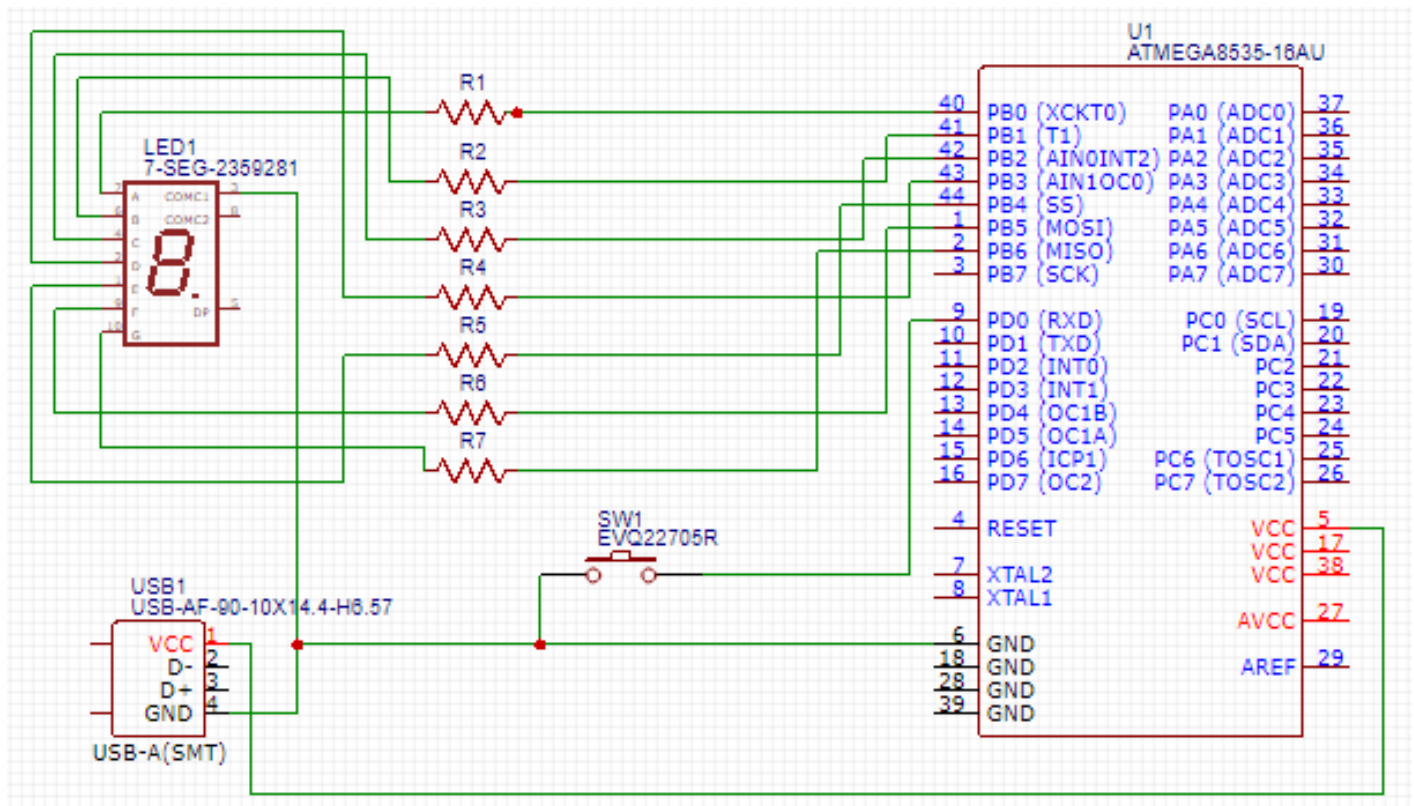 U1
ATMEGA8535-16AU
R1
40 PB0 (XCKT0) PA0 (ADC0) 37
41 PB1 (T1) PA1 (ADC1) 36
LED1
R2
42 PB2 (AIN0INT2) PA2 (ADC2) 35
7-SEG-2359281
43 PB3 (AIN1OC0) PA3 (ADC3) 34
A COMC1 3
44 PB4 (SS) PA4 (ADC4) 33
R3
B COMC2 8
1 PB5 (MOSI) PA5 (ADC5) 32
C
2 PB6 (MISO) PA6 (ADC6) 31
D
R4
3 PB7 (SCK) PA7 (ADC7) 30
E
F DP 5
9 PD0 (RXD) PC0 (SCL) 19
R5
10 G
10 PD1 (TXD) PC1 (SDA) 20
11 PD2 (INT0) PC2 21
R6
12 PD3 (INT1) PC3 22
13 PD4 (OC1B) PC4 23
R7
14 PD5 (OC1A) PC5 24
15 PD6 (ICP1) PC6 (TOSC1) 25
16 PD7 (OC2) PC7 (TOSC2) 26
SW1
4 RESET VCC 5
EVQ22705R
VCC 17
7 XTAL2 VCC 38
USB1
8 XTAL1
USB-AF-90-10X14.4-H6.57
AVCC 27
VCC 1
6 GND
D- 2
18 GND AREF 29
D+ 3
28 GND
GND 4
39 GND
USB-A(SMT)